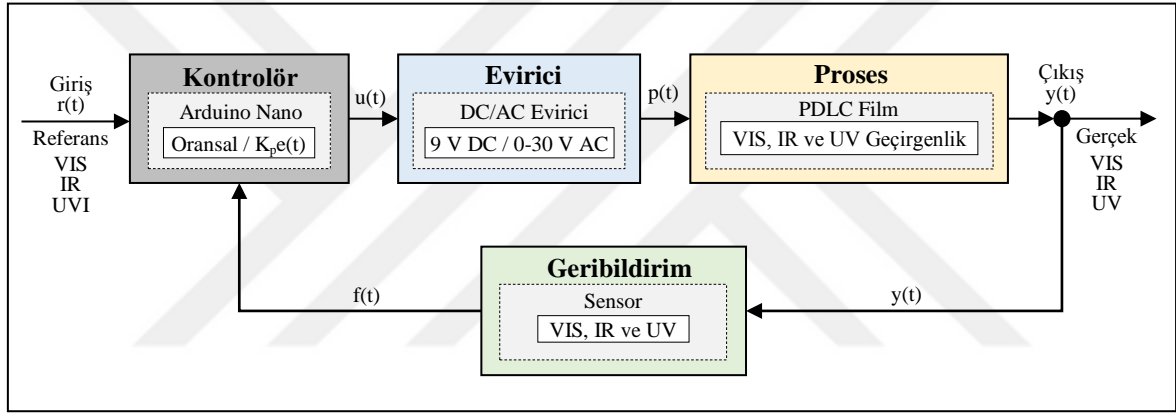 Giriş
r(t)
Referans
VIS
IR
UVI
Kontrolör
Arduino Nano
Oransal / Kₚe(t)
u(t)
Evirici
DC/AC Evirici
9 V DC / 0-30 V AC
p(t)
Proses
PDLC Film
VIS, IR ve UV Geçirgenlik
Çıkış
y(t)
Gerçek
VIS
IR
UV
f(t)
Geribildirim
Sensor
VIS, IR ve UV
y(t)